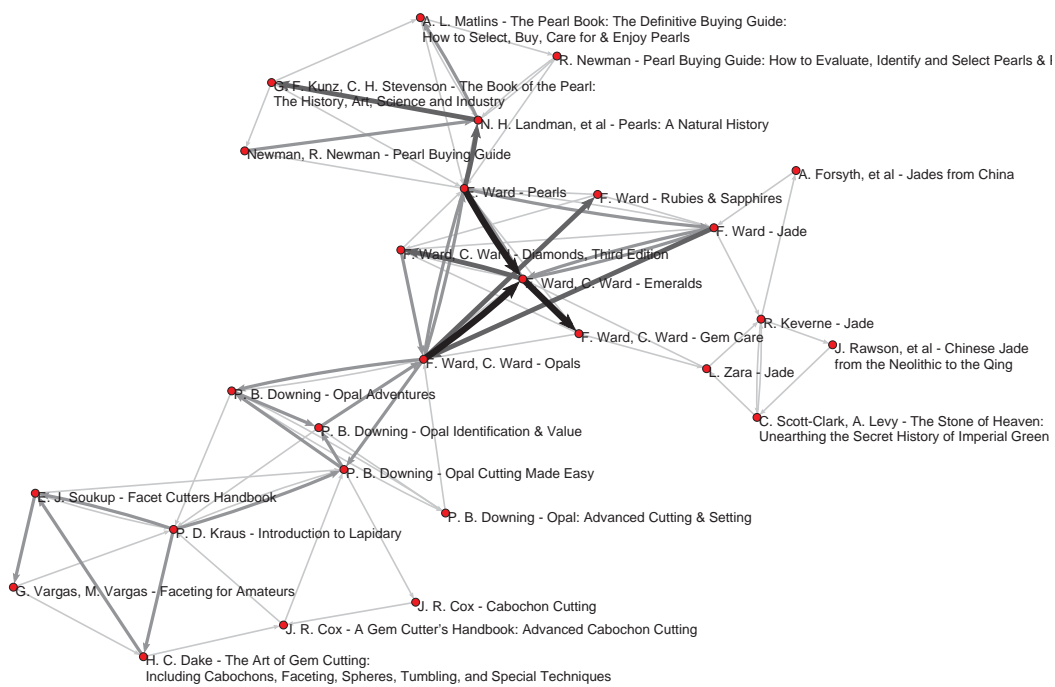 A. L. Matlins - The Pearl Book: The Definitive Buying Guide:
How to Select, Buy, Care for & Enjoy Pearls
R. Newman - Pearl Buying Guide: How to Evaluate, Identify and Select Pearls &
G. F. Kunz, C. H. Stevenson - The Book of the Pearl:
The History, Art, Science and Industry
N. H. Landman, et al - Pearls: A Natural History
Newman, R. Newman - Pearl Buying Guide
A. Forsyth, et al - Jades from China
F. Ward - Pearls
F. Ward - Rubies & Sapphires
F. Ward - Jade
F. Ward, C. Ward - Diamonds, Third Edition
Ward, C. Ward - Emeralds
R. Keverne - Jade
F. Ward, C. Ward - Gem Care
J. Rawson, et al - Chinese Jade
from the Neolithic to the Qing
F. Ward, C. Ward - Opals
L. Zara - Jade
P. B. Downing - Opal Adventures
C. Scott-Clark, A. Levy - The Stone of Heaven:
Unearthing the Secret History of Imperial Green
P. B. Downing - Opal Identification & Value
P. B. Downing - Opal Cutting Made Easy
E. J. Soukup - Facet Cutters Handbook
P. B. Downing - Opal: Advanced Cutting & Setting
P. D. Kraus - Introduction to Lapidary
G. Vargas, M. Vargas - Faceting for Amateurs
J. R. Cox - Cabochon Cutting
J. R. Cox - A Gem Cutter's Handbook: Advanced Cabochon Cutting
H. C. Dake - The Art of Gem Cutting:
Including Cabochons, Faceting, Spheres, Tumbling, and Special Techniques